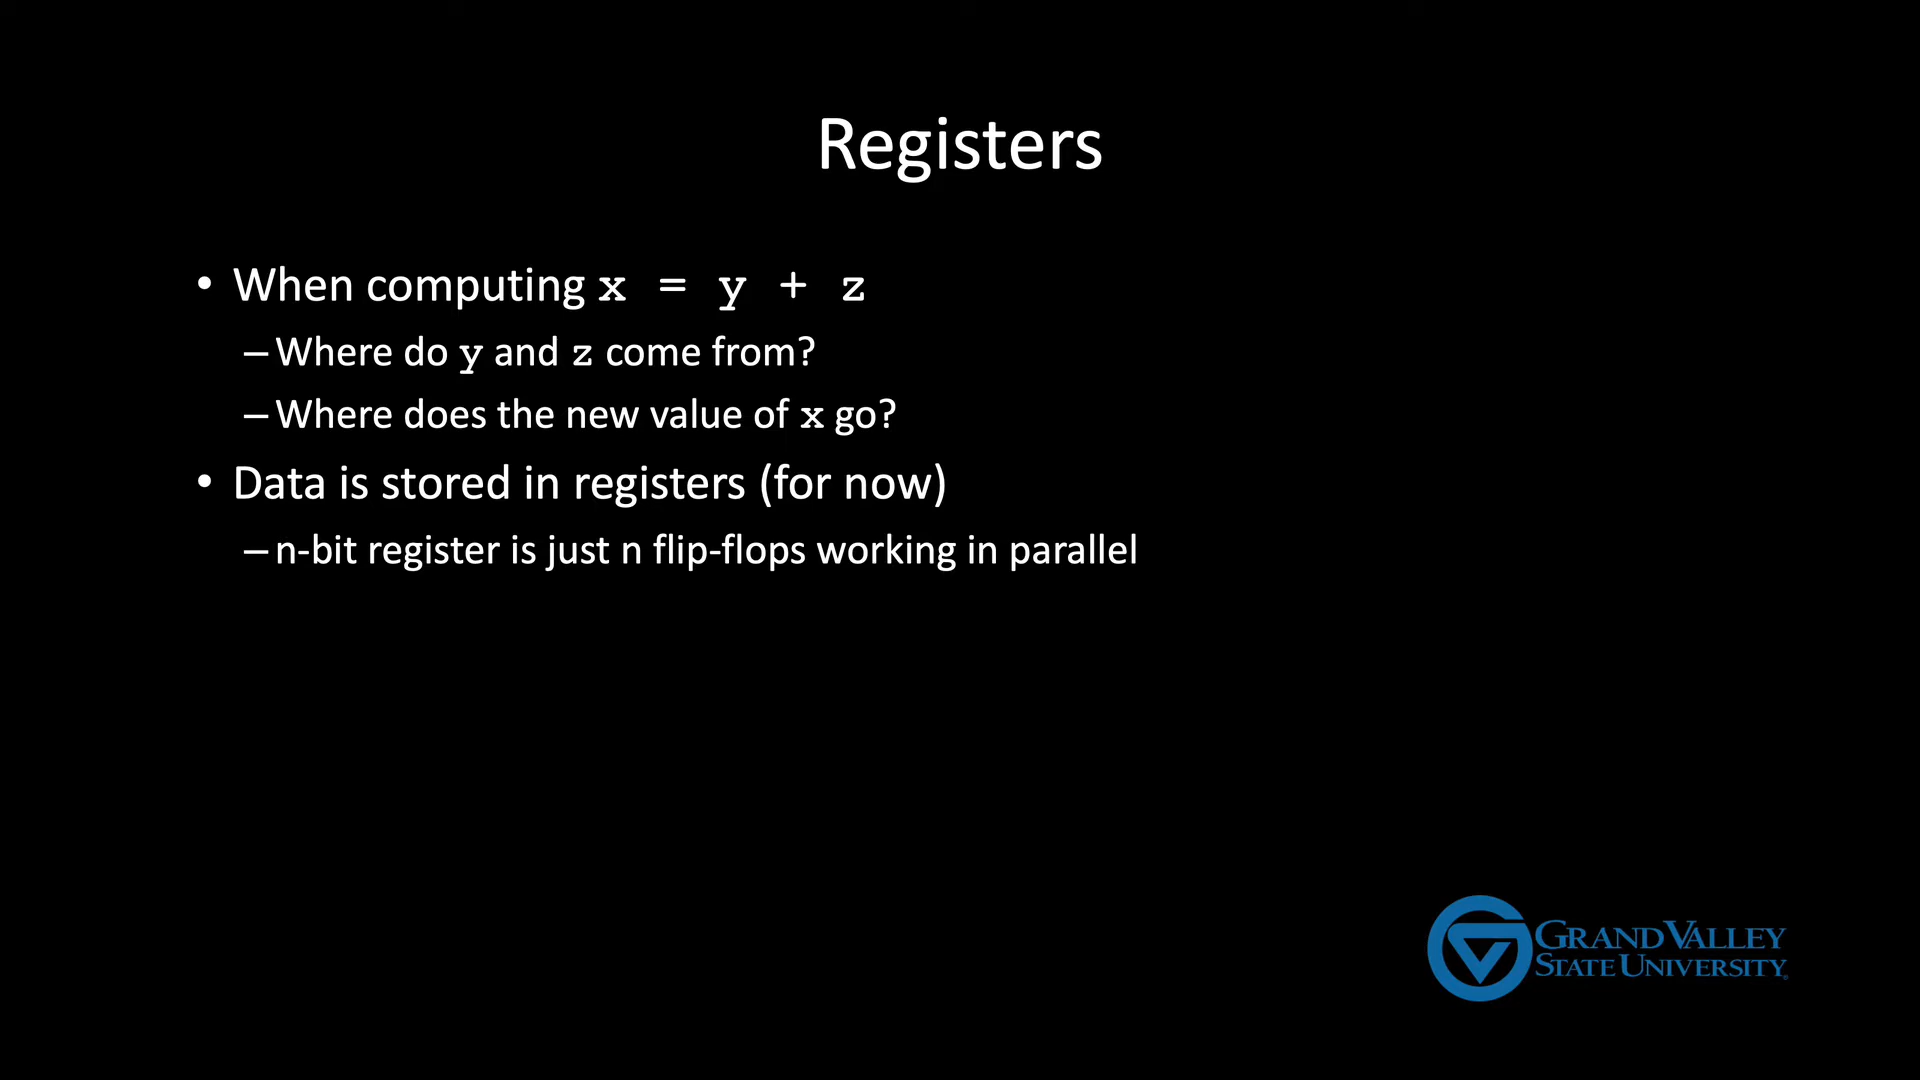 Registers
• When computing x = y + z
–Where do y and z come from?
–Where does the new value of x go?
• Data is stored in registers (for now)
–n-bit register is just n flip-flops working in parallel
GRAND VALLEY
STATE UNIVERSITY